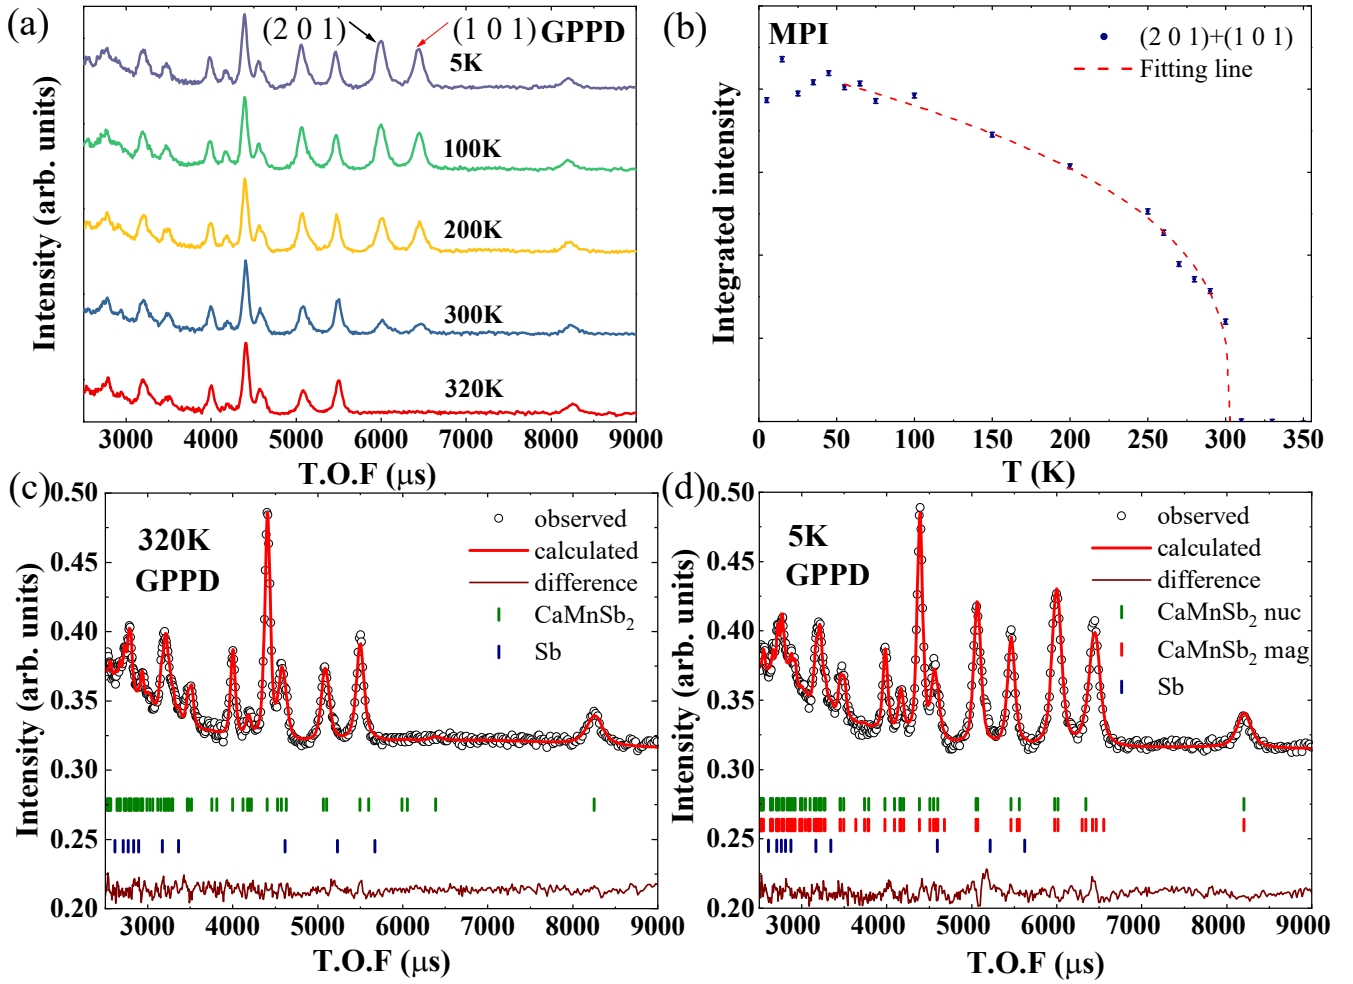 (a)
(2 0 1)
(1 0 1)
GPPD
5K
100K
200K
300K
320K
Intensity (arb. units)
3000 4000 5000 6000 7000 8000 9000
T.O.F (μs)
(b)
MPI
(2 0 1)+(1 0 1)
Fitting line
Integrated intensity
0 50 100 150 200 250 300 350
T (K)
(c)
0.50
0.45
0.40
0.35
0.30
0.25
0.20
Intensity (arb. units)
320K
GPPD
observed
calculated
difference
CaMnSb₂
Sb
3000 4000 5000 6000 7000 8000 9000
T.O.F (μs)
(d)
0.50
0.45
0.40
0.35
0.30
0.25
0.20
Intensity (arb. units)
5K
GPPD
observed
calculated
difference
CaMnSb₂ nuc
CaMnSb₂ mag
Sb
3000 4000 5000 6000 7000 8000 9000
T.O.F (μs)